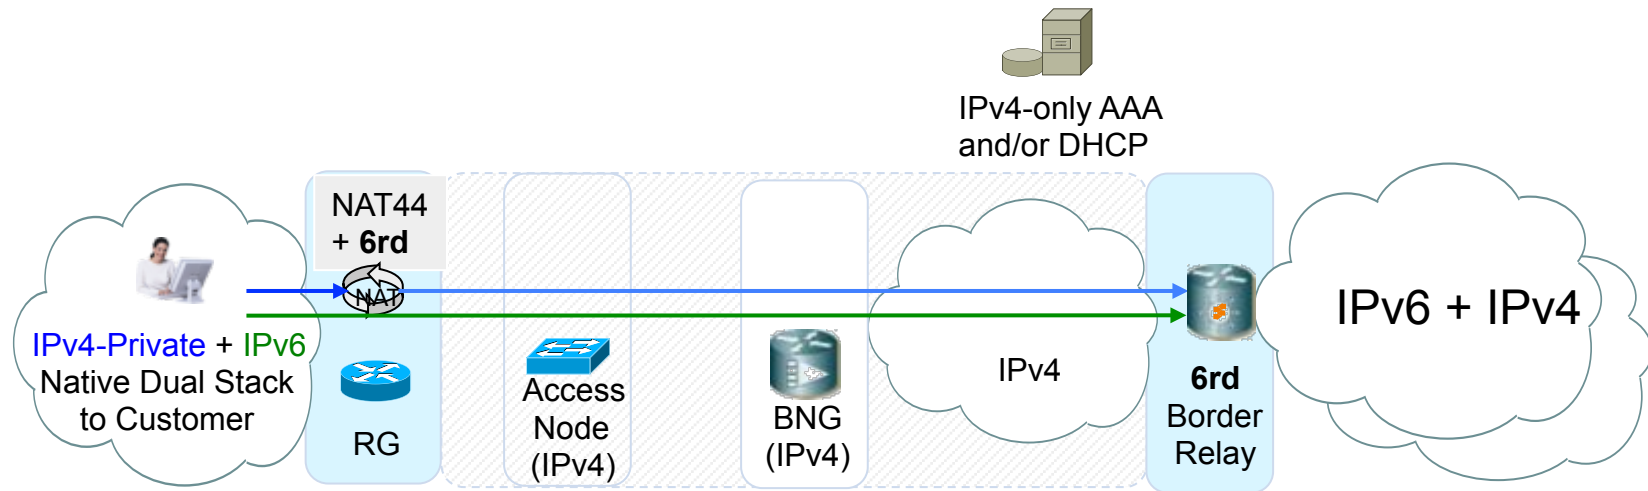 IPv4-only AAA
and/or DHCP
NAT44
+ 6rd
NAT
IPv4-Private + IPv6
Native Dual Stack
to Customer
RG
Access
Node
(IPv4)
BNG
(IPv4)
IPv4
6rd
Border
Relay
IPv6 + IPv4